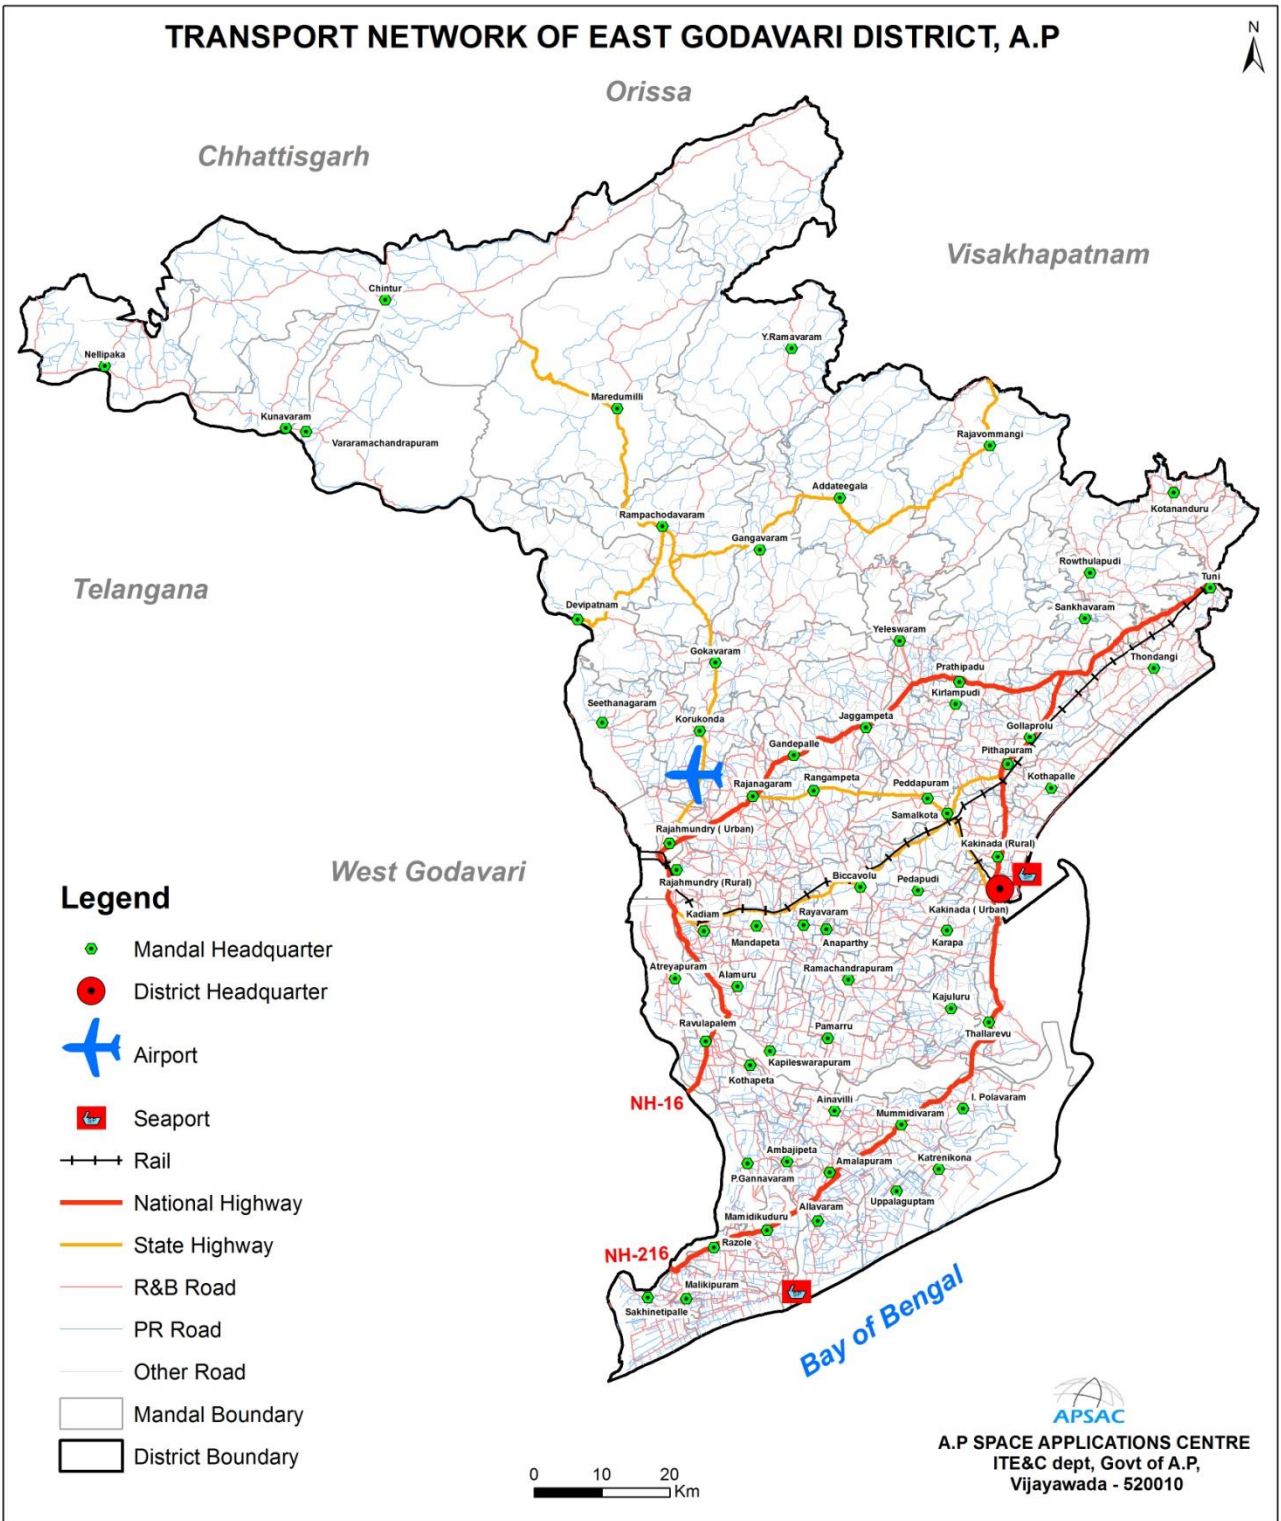 TRANSPORT NETWORK OF EAST GODAVARI DISTRICT, A.P
N
Orissa
Chhattisgarh
Visakhapatnam
Chintur
Y.Ramavaram
Nellipaka
Maredumilli
Kunavaram
Vararamachandrapuram
Rajavommangi
Addateegala
Kotananduru
Rampachodavaram
Gangavaram
Rowthulapudi
Tuni
Telangana
Devipatnam
Sankhavaram
Yeleswaram
Gokavaram
Thondangi
Prathipadu
Kirlampudi
Seethanagaram
Korukonda
Jaggampeta
Gollaprolu
Gandepalle
Pithapuram
Kothapalle
Rajanagaram
Rangampeta
Peddapuram
Samalkota
Rajahmundry ( Urban)
Kakinada (Rural)
West Godavari
Rajahmundry (Rural)
Biccavolu
Pedapudi
Kakinada ( Urban)
Kadiam
Mandapeta
Rayavaram
Anaparthy
Karapa
Atreyapuram
Alamuru
Ramachandrapuram
Kajuluru
Ravulapalem
Pamarru
Thallarevu
Kapileswarapuram
Kothapeta
NH-16
Ainavilli
Mummidivaram
I. Polavaram
Ambajipeta
P.Gannavaram
Amalapuram
Katrenikona
Uppalaguptam
Allavaram
Mamidikuduru
Razole
NH-216
Malikipuram
Sakhinetipalle
Bay of Bengal
Legend
Mandal Headquarter
District Headquarter
Airport
Seaport
Rail
National Highway
State Highway
R&B Road
PR Road
Other Road
Mandal Boundary
District Boundary
0 10 20
Km
APSAC
A.P SPACE APPLICATIONS CENTRE
ITE&C dept, Govt of A.P,
Vijayawada - 520010